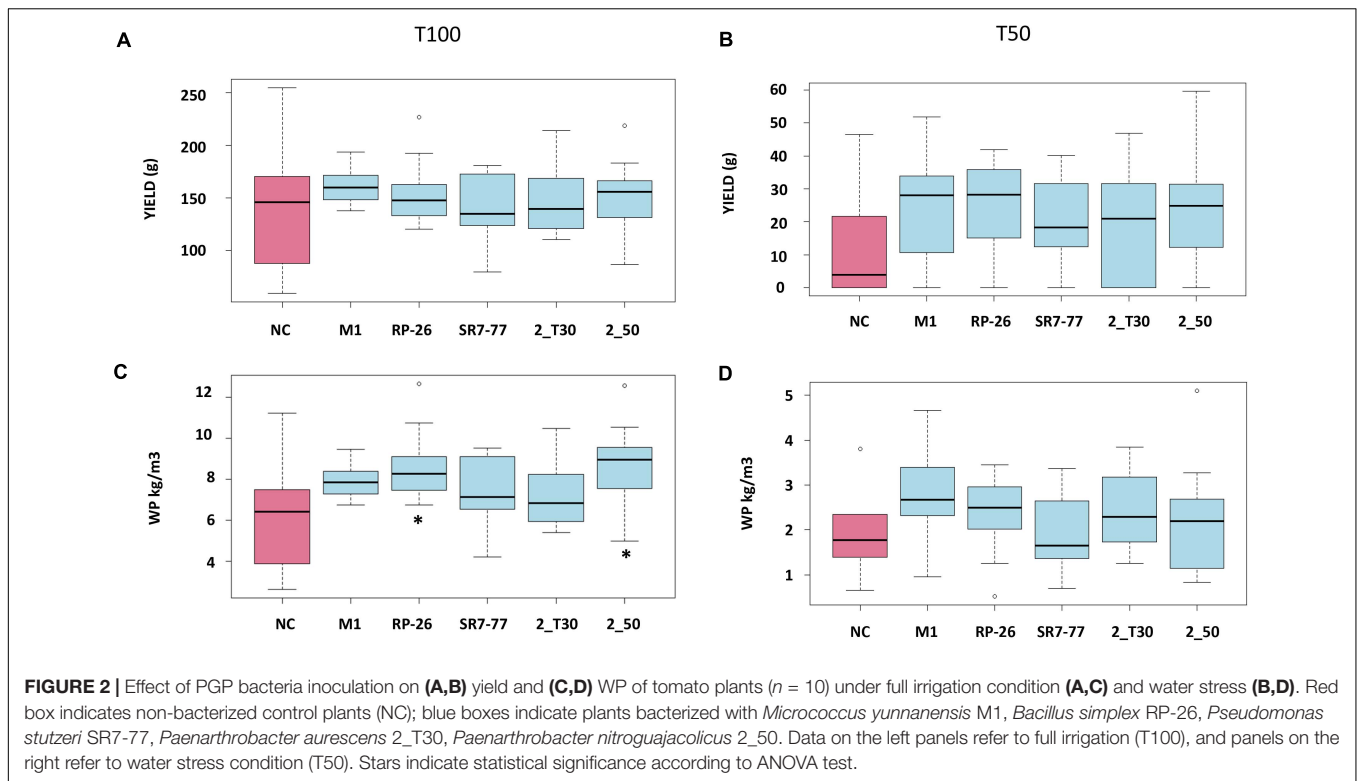 T100
T50
A
B
YIELD (g)
250
200
150
100
NC M1 RP-26 SR7-77 2_T30 2_50
YIELD (g)
60
50
40
30
20
10
0
NC M1 RP-26 SR7-77 2_T30 2_50
C
D
WP kg/m3
12
10
8
6
4
*
*
NC M1 RP-26 SR7-77 2_T30 2_50
WP kg/m3
5
4
3
2
1
NC M1 RP-26 SR7-77 2_T30 2_50
FIGURE 2 | Effect of PGP bacteria inoculation on (A,B) yield and (C,D) WP of tomato plants (n = 10) under full irrigation condition (A,C) and water stress (B,D). Red
box indicates non-bacterized control plants (NC); blue boxes indicate plants bacterized with Micrococcus yunnanensis M1, Bacillus simplex RP-26, Pseudomonas
stutzeri SR7-77, Paenarthrobacter aurescens 2_T30, Paenarthrobacter nitroguajacolicus 2_50. Data on the left panels refer to full irrigation (T100), and panels on the
right refer to water stress condition (T50). Stars indicate statistical significance according to ANOVA test.